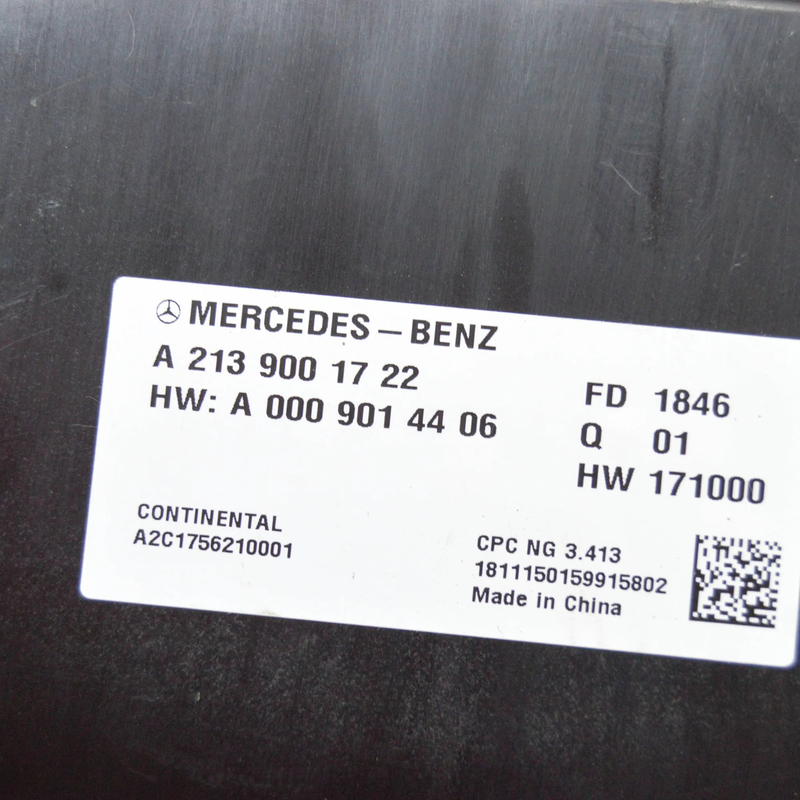 MERCEDES – BENZ
A 213 900 17 22
HW: A 000 901 44 06
FD 1846
Q 01
HW 171000
CONTINENTAL
A2C1756210001
CPC NG 3.413
1811150159915802
Made in China